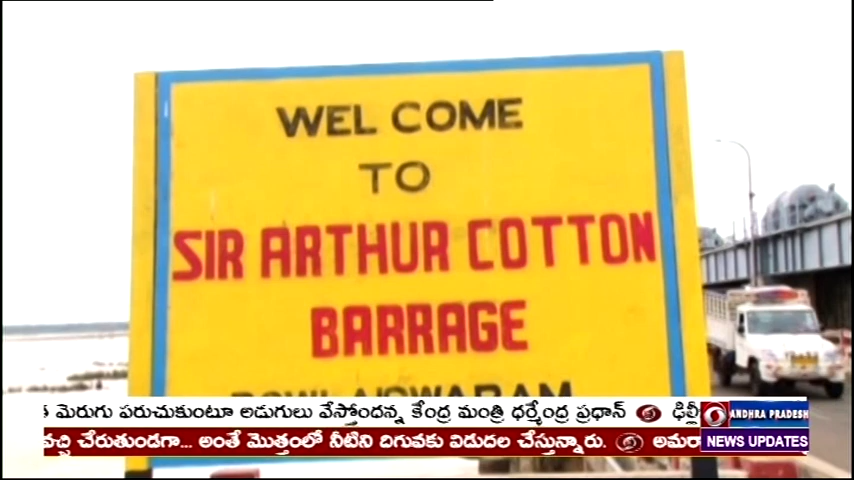 WEL COME
TO
SIR ARTHUR COTTON
BARRAGE
మెరుగు పరుచుకుంటూ అడుగులు వేస్తోందన్న కేంద్ర మంత్రి ధర్మేంద్ర ప్రధాన్
ANDHRA PRADESH
చేరుతుండగా... అంతే మొత్తంలో నీటిని దిగువకు విడుదల చేస్తున్నారు.
NEWS UPDATES